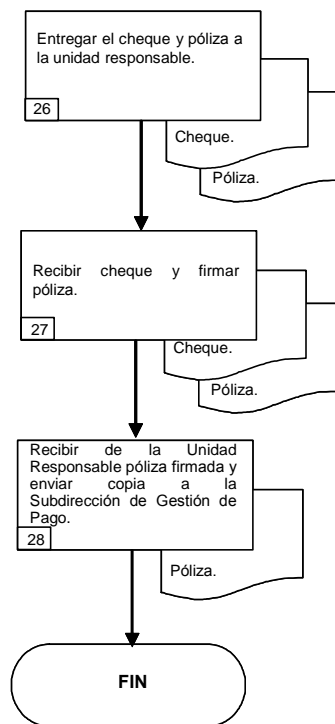 Entregar el cheque y póliza a
la unidad responsable.
26
Cheque.
Póliza.
Recibir cheque y firmar
póliza.
27
Cheque.
Póliza.
Recibir de la Unidad
Responsable póliza firmada y
enviar copia a la
Subdirección de Gestión de
Pago.
28
Póliza.
FIN